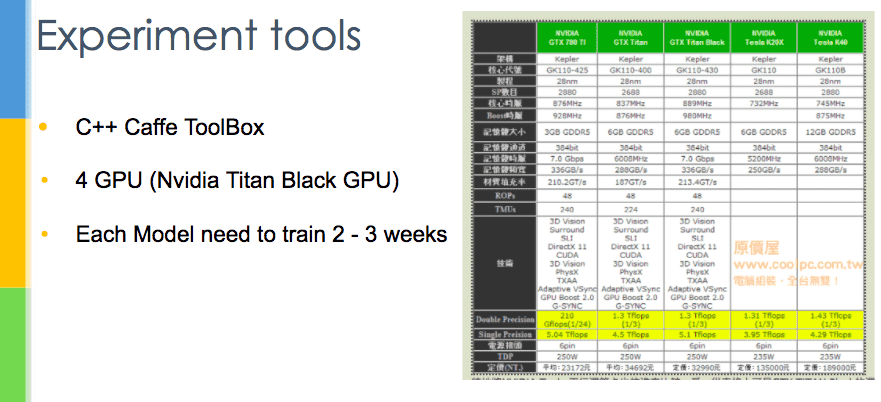 Experiment tools
C++ Caffe ToolBox
4 GPU (Nvidia Titan Black GPU)
Each Model need to train 2 - 3 weeks
NVIDIA GTX 780 TI NVIDIA GTX Titan NVIDIA GTX Titan Black NVIDIA Tesla K20X NVIDIA Tesla K40
架構 Kepler Kepler Kepler Kepler Kepler
核心代號 GK110-425 GK110-400 GK110-430 GK110 GK110B
製程 28nm 28nm 28nm 28nm 28nm
SP數目 2880 2688 2880 2688 2880
核心時脈 876MHz 837MHz 889MHz 732MHz 745MHz
Boost時脈 928MHz 876MHz 980MHz 875MHz
記憶體大小 3GB GDDR5 6GB GDDR5 6GB GDDR5 6GB GDDR5 12GB GDDR5
記憶體通道 384bit 384bit 384bit 384bit 384bit
記憶體時脈 7.0 Gbps 6008MHz 7.0 Gbps 5200MHz 6008MHz
記憶體頻寬 336GB/s 288GB/s 336GB/s 250GB/s 288GB/s
材質填充率 210.2GT/s 187GT/s 213.4GT/s
ROPs 48 48 48
TMUs 240 224 240
技術
3D Vision 3D Vision 3D Vision
Surround Surround Surround
SLI SLI SLI
DirectX 11 DirectX 11 DirectX 11
CUDA CUDA CUDA
3D Vision 3D Vision 3D Vision
PhysX PhysX PhysX
TXAA TXAA TXAA
Adaptive VSync Adaptive VSync Adaptive VSync
GPU Boost 2.0 GPU Boost 2.0 GPU Boost 2.0
G-SYNC G-SYNC G-SYNC
原價屋
www.coolpc.com.tw
電腦組裝，全台無雙！
Double Precision 210 Gflops(1/24) 1.3 Tflops (1/3) 1.3 Tflops (1/3) 1.31 Tflops (1/3) 1.43 Tflops (1/3)
Single Preision 5.04 Tflops 4.5 Tflops 5.1 Tflops 3.95 Tflops 4.29 Tflops
電源接頭 6pin 6pin 6pin 6pin 6pin
TDP 250W 250W 250W 235W 235W
定價(NT.) 平均: 23172元 平均: 34692元 定價: 32990元 定價: 135000元 定價: 189000元